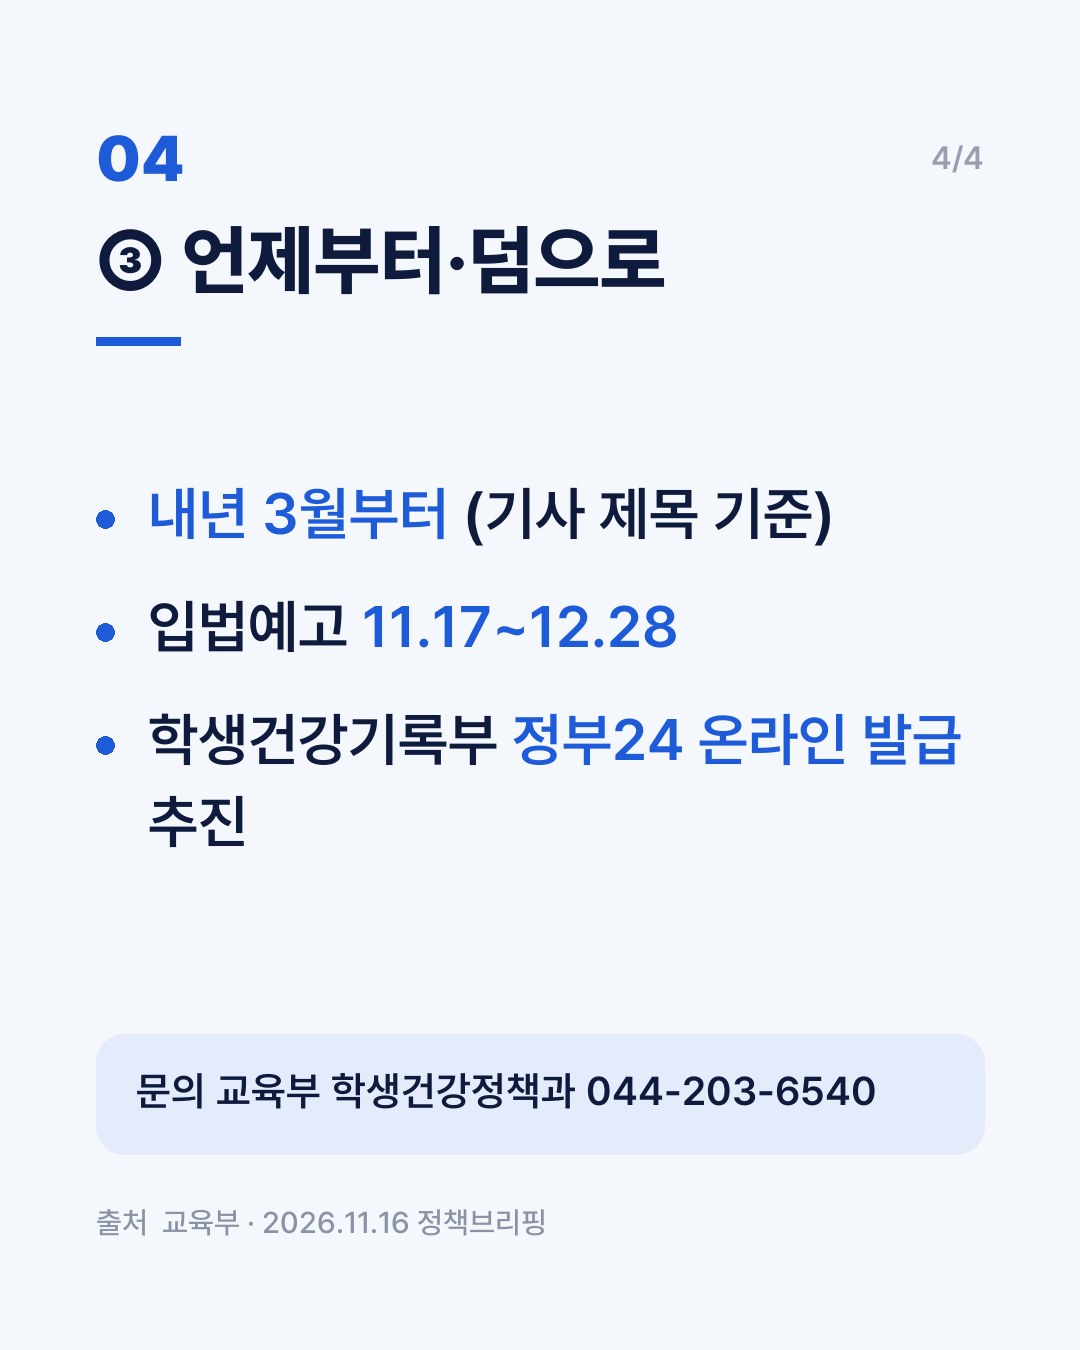 04
4/4
③ 언제부터·덤으로
• 내년 3월부터 (기사 제목 기준)
• 입법예고 11.17~12.28
• 학생건강기록부 정부24 온라인 발급
추진
문의 교육부 학생건강정책과 044-203-6540
출처 교육부 · 2026.11.16 정책브리핑